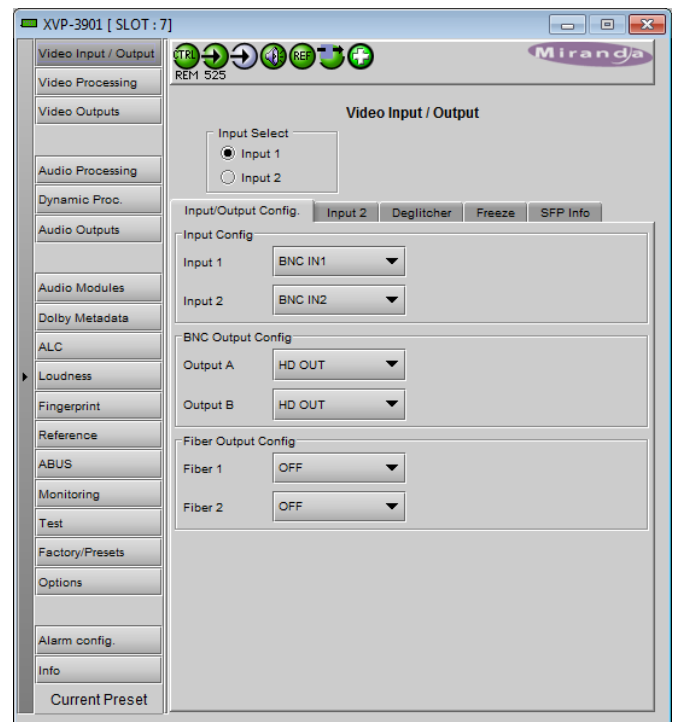 XVP-3901 [ SLOT : 7]
Video Input / Output
Video Processing
Video Outputs
Audio Processing
Dynamic Proc.
Audio Outputs
Audio Modules
Dolby Metadata
ALC
Loudness
Fingerprint
Reference
ABUS
Monitoring
Test
Factory/Presets
Options
Alarm config.
Info
Current Preset
CTRL REF
REM 525
Miranda
Video Input / Output
Input Select
Input 1
Input 2
Input/Output Config. Input 2 Deglitcher Freeze SFP Info
Input Config
Input 1 BNC IN1
Input 2 BNC IN2
BNC Output Config
Output A HD OUT
Output B HD OUT
Fiber Output Config
Fiber 1 OFF
Fiber 2 OFF